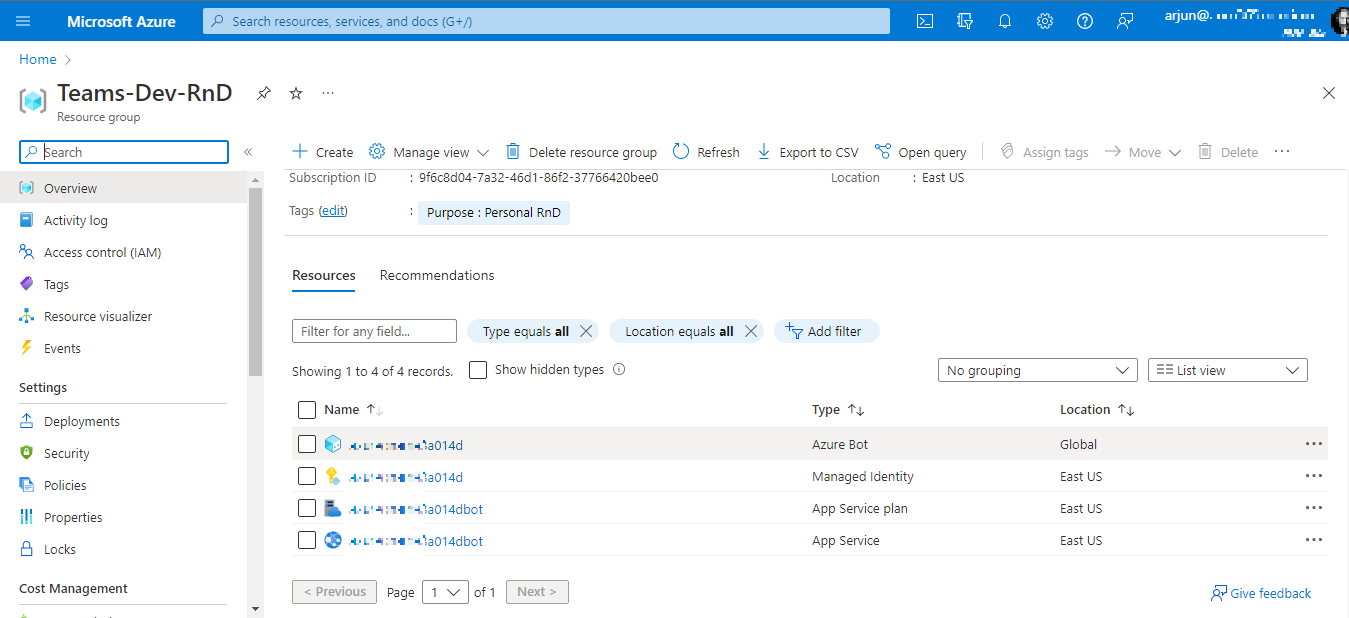 Microsoft Azure
Search resources, services, and docs (G+/)
arjun@.
Home
Teams-Dev-RnD
Resource group
Search
Create
Manage view
Delete resource group
Refresh
Export to CSV
Open query
Assign tags
Move
Delete
Overview
Activity log
Access control (IAM)
Tags
Resource visualizer
Events
Settings
Deployments
Security
Policies
Properties
Locks
Cost Management
Subscription ID : 9f6c8d04-7a32-46d1-86f2-37766420bee0
Location : East US
Tags (edit) : Purpose : Personal RnD
Resources Recommendations
Filter for any field...
Type equals all
Location equals all
Add filter
Showing 1 to 4 of 4 records.
Show hidden types
No grouping
List view
Name Type Location
a014d Azure Bot Global
a014d Managed Identity East US
a014dbot App Service plan East US
a014dbot App Service East US
< Previous Page 1 of 1 Next >
Give feedback